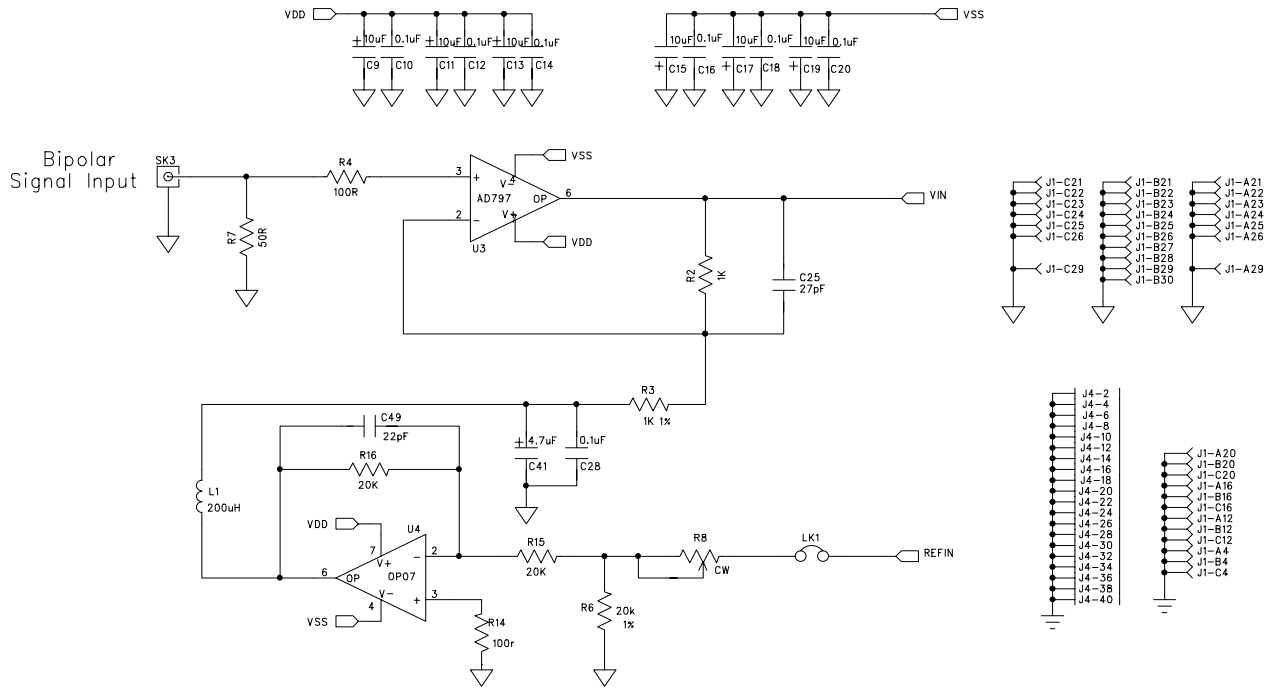 VDD
VSS
10uF 0.1uF 10uF 0.1uF 10uF 0.1uF
C9 C10 C11 C12 C13 C14
10uF 0.1uF 10uF 0.1uF 10uF 0.1uF
C15 C16 C17 C18 C19 C20
Bipolar
Signal Input
SK3
R7
50R
R4
100R
3
+
2
-
AD797
U3
V-
4
VSS
V+
7
VDD
OP
6
VIN
R2
1K
C25
27pF
R3
1K 1%
+
4.7uF
C41
0.1uF
C28
C49
22pF
R16
20K
L1
200uH
VDD
7
V+
U4
2
-
OP07
6
OP
V-
4
VSS
3
+
R14
100r
R15
20K
R6
20k
1%
R8
CW
LK1
REFIN
J1-C21
J1-C22
J1-C23
J1-C24
J1-C25
J1-C26
J1-C29
J1-B21
J1-B22
J1-B23
J1-B24
J1-B25
J1-B26
J1-B27
J1-B28
J1-B29
J1-B30
J1-A21
J1-A22
J1-A23
J1-A24
J1-A25
J1-A26
J1-A29
J4-2
J4-4
J4-6
J4-8
J4-10
J4-12
J4-14
J4-16
J4-18
J4-20
J4-22
J4-24
J4-26
J4-28
J4-30
J4-32
J4-34
J4-36
J4-38
J4-40
J1-A20
J1-B20
J1-C20
J1-A16
J1-B16
J1-C16
J1-A12
J1-B12
J1-C12
J1-A4
J1-B4
J1-C4